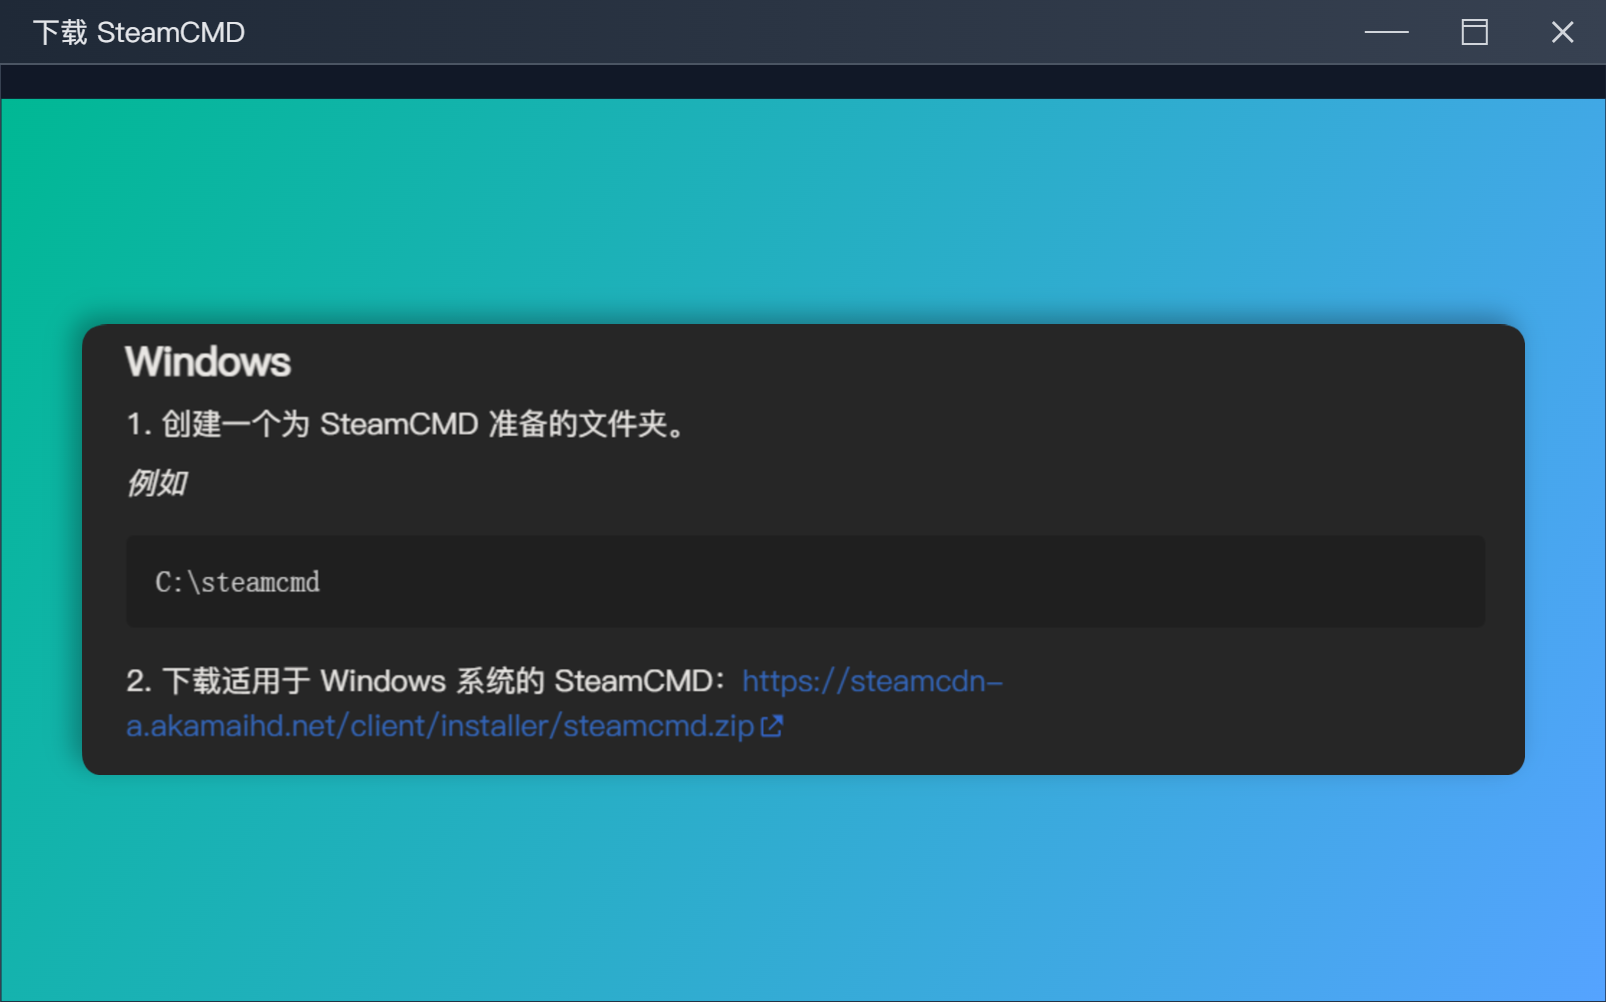 下载 SteamCMD
Windows
1. 创建一个为 SteamCMD 准备的文件夹。
例如
C:\steamcmd
2. 下载适用于 Windows 系统的 SteamCMD：https://steamcdn-
a.akamaihd.net/client/installer/steamcmd.zip